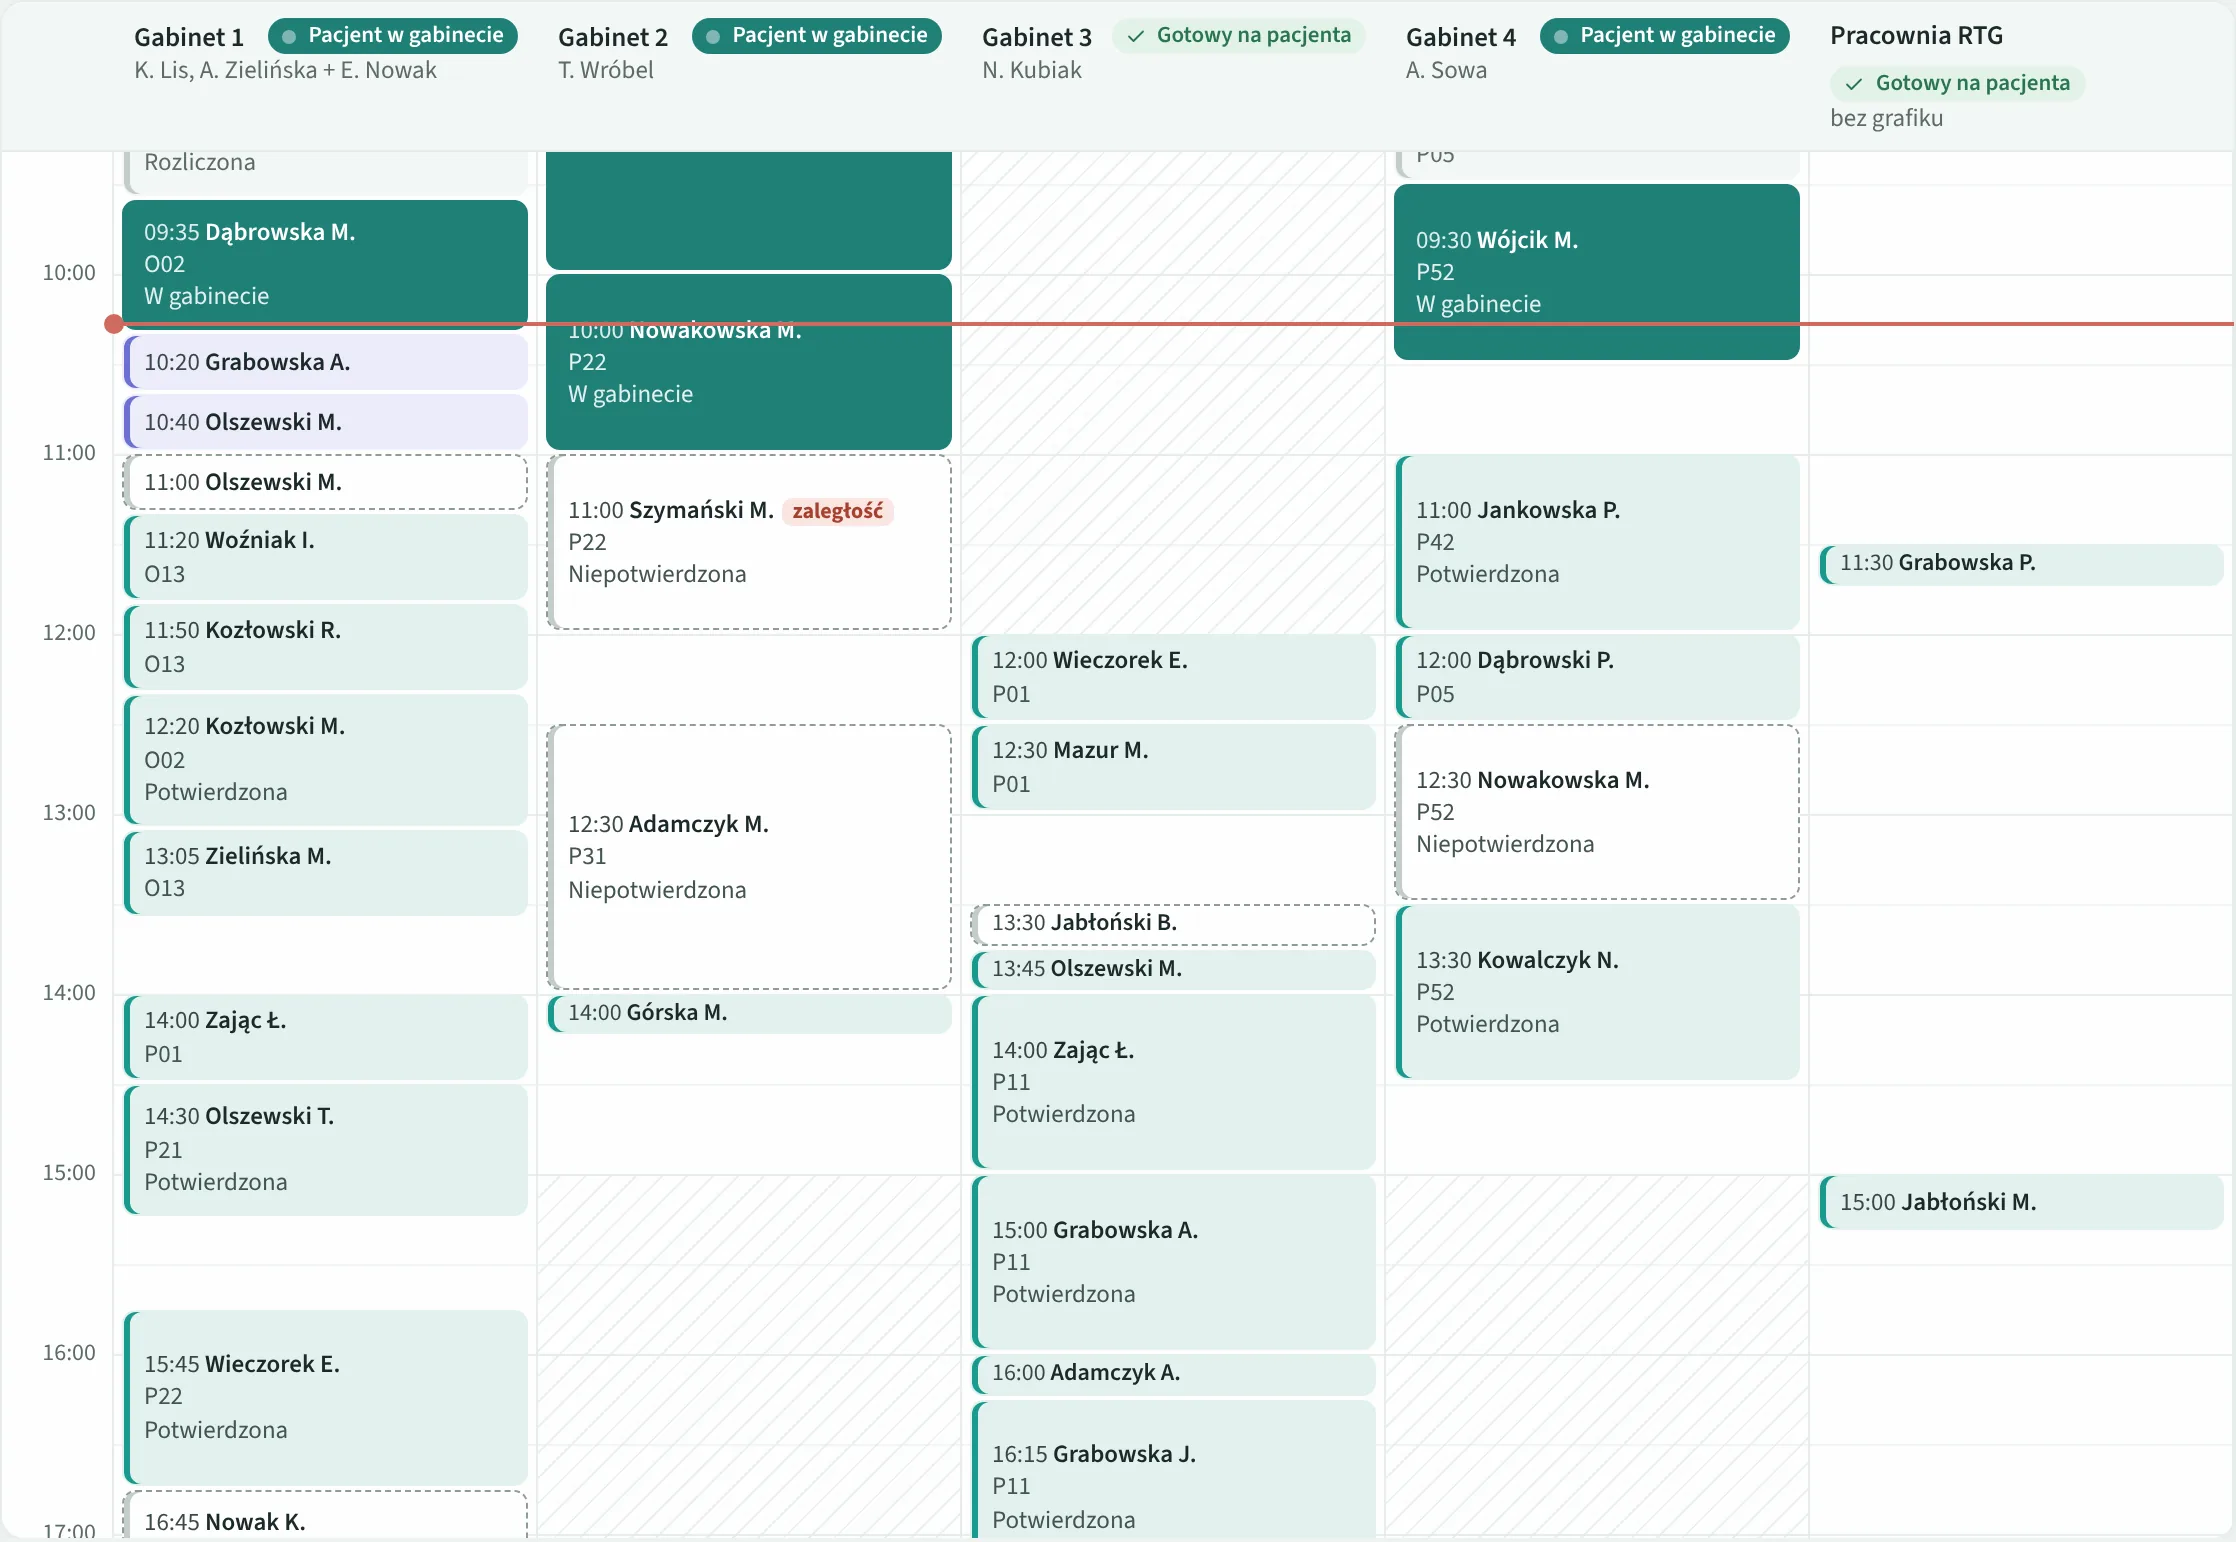 Gabinet 1 Pacjent w gabinecie
K. Lis, A. Zielińska + E. Nowak
Gabinet 2 Pacjent w gabinecie
T. Wróbel
Gabinet 3 Gotowy na pacjenta
N. Kubiak
Gabinet 4 Pacjent w gabinecie
A. Sowa
Pracownia RTG
Gotowy na pacjenta
bez grafiku
10:00
11:00
12:00
13:00
14:00
15:00
16:00
17:00
Rozliczona
09:35 Dąbrowska M.
O02
W gabinecie
10:20 Grabowska A.
10:40 Olszewski M.
11:00 Olszewski M.
11:20 Woźniak I.
O13
11:50 Kozłowski R.
O13
12:20 Kozłowski M.
O02
Potwierdzona
13:05 Zielińska M.
O13
14:00 Zając Ł.
P01
14:30 Olszewski T.
P21
Potwierdzona
15:45 Wieczorek E.
P22
Potwierdzona
16:45 Nowak K.
10:00 Nowakowska M.
P22
W gabinecie
11:00 Szymański M. zaległość
P22
Niepotwierdzona
12:30 Adamczyk M.
P31
Niepotwierdzona
14:00 Górska M.
12:00 Wieczorek E.
P01
12:30 Mazur M.
P01
13:30 Jabłoński B.
13:45 Olszewski M.
14:00 Zając Ł.
P11
Potwierdzona
15:00 Grabowska A.
P11
Potwierdzona
16:00 Adamczyk A.
16:15 Grabowska J.
P11
Potwierdzona
P05
09:30 Wójcik M.
P52
W gabinecie
11:00 Jankowska P.
P42
Potwierdzona
12:00 Dąbrowski P.
P05
12:30 Nowakowska M.
P52
Niepotwierdzona
13:30 Kowalczyk N.
P52
Potwierdzona
11:30 Grabowska P.
15:00 Jabłoński M.